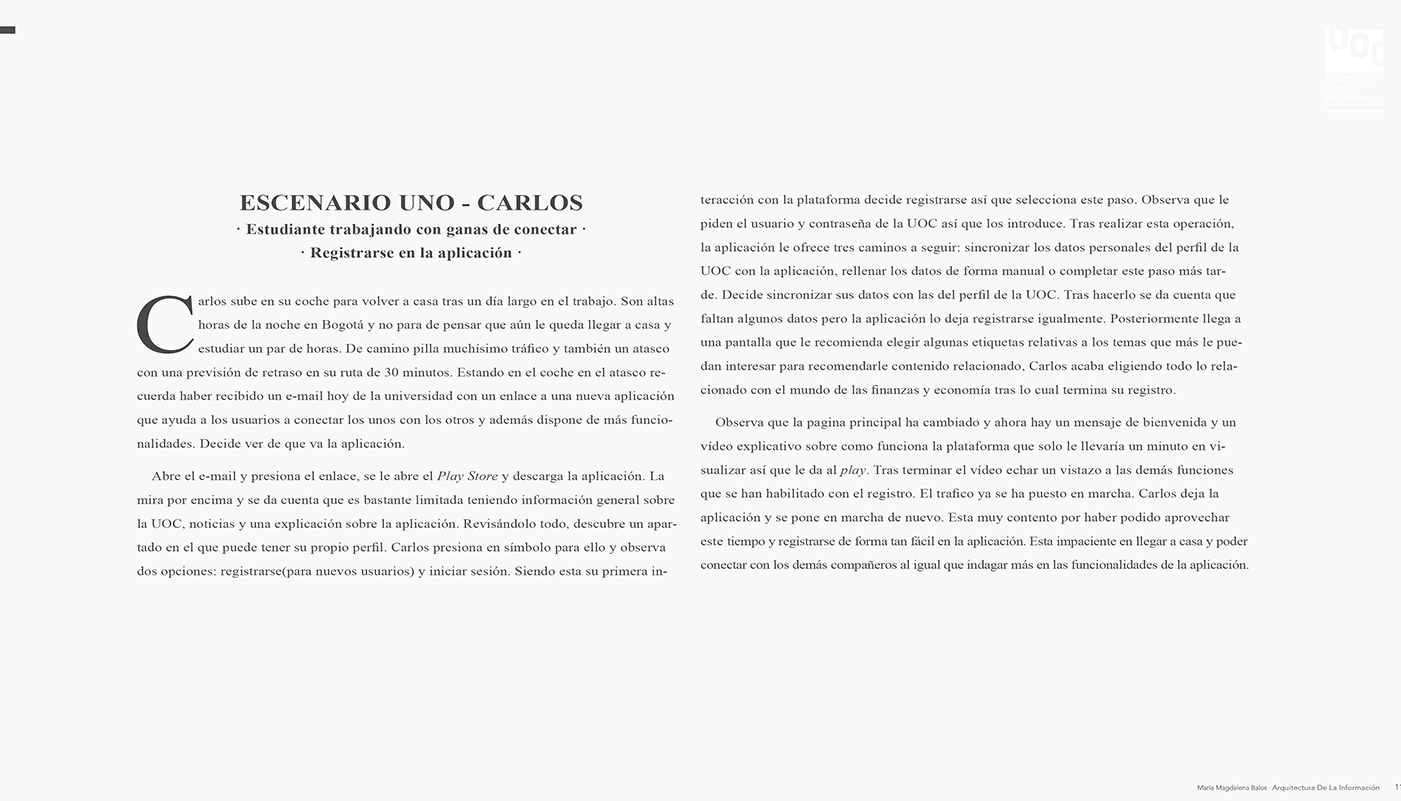 UOC
ESCENARIO UNO - CARLOS
· Estudiante trabajando con ganas de conectar ·
· Registrarse en la aplicación ·
Carlos sube en su coche para volver a casa tras un día largo en el trabajo. Son altas
horas de la noche en Bogotá y no para de pensar que aún le queda llegar a casa y
estudiar un par de horas. De camino pilla muchísimo tráfico y también un atasco
con una previsión de retraso en su ruta de 30 minutos. Estando en el coche en el atasco re-
cuerda haber recibido un e-mail hoy de la universidad con un enlace a una nueva aplicación
que ayuda a los usuarios a conectar los unos con los otros y además dispone de más funcio-
nalidades. Decide ver de que va la aplicación.
Abre el e-mail y presiona el enlace, se le abre el Play Store y descarga la aplicación. La
mira por encima y se da cuenta que es bastante limitada teniendo información general sobre
la UOC, noticias y una explicación sobre la aplicación. Revisándolo todo, descubre un apar-
tado en el que puede tener su propio perfil. Carlos presiona en símbolo para ello y observa
dos opciones: registrarse(para nuevos usuarios) y iniciar sesión. Siendo esta su primera in-
teracción con la plataforma decide registrarse así que selecciona este paso. Observa que le
piden el usuario y contraseña de la UOC así que los introduce. Tras realizar esta operación,
la aplicación le ofrece tres caminos a seguir: sincronizar los datos personales del perfil de la
UOC con la aplicación, rellenar los datos de forma manual o completar este paso más tar-
de. Decide sincronizar sus datos con las del perfil de la UOC. Tras hacerlo se da cuenta que
faltan algunos datos pero la aplicación lo deja registrarse igualmente. Posteriormente llega a
una pantalla que le recomienda elegir algunas etiquetas relativas a los temas que más le pue-
dan interesar para recomendarle contenido relacionado, Carlos acaba eligiendo todo lo rela-
cionado con el mundo de las finanzas y economía tras lo cual termina su registro.
Observa que la pagina principal ha cambiado y ahora hay un mensaje de bienvenida y un
vídeo explicativo sobre como funciona la plataforma que solo le llevaría un minuto en vi-
sualizar así que le da al play. Tras terminar el vídeo echar un vistazo a las demás funciones
que se han habilitado con el registro. El trafico ya se ha puesto en marcha. Carlos deja la
aplicación y se pone en marcha de nuevo. Esta muy contento por haber podido aprovechar
este tiempo y registrarse de forma tan fácil en la aplicación. Esta impaciente en llegar a casa y poder
conectar con los demás compañeros al igual que indagar más en las funcionalidades de la aplicación.
María Magdalena Balos · Arquitectura De La Información